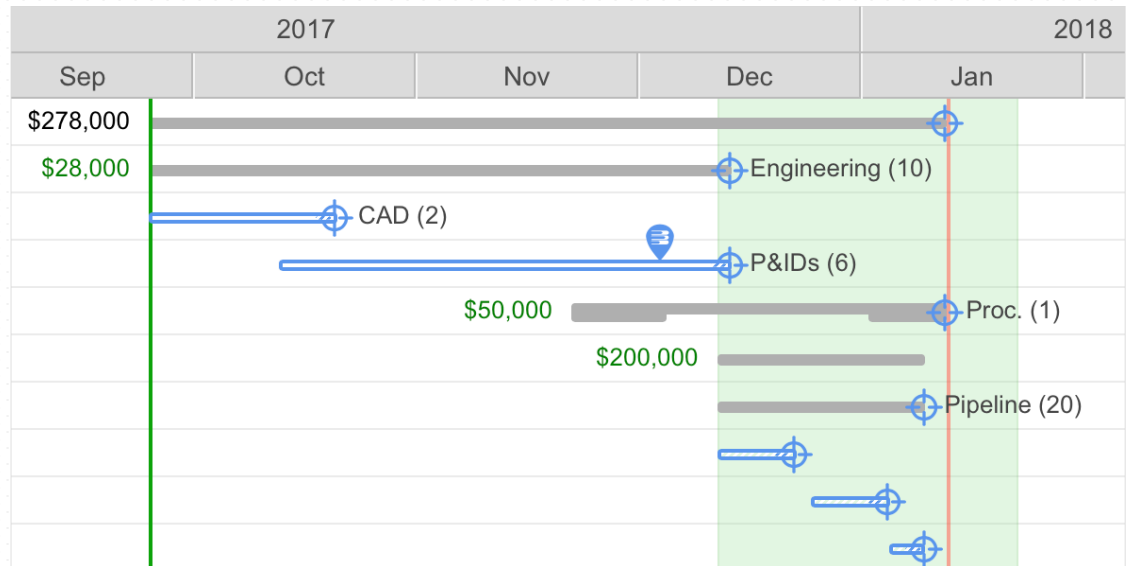 2017 2018
Sep Oct Nov Dec Jan
$278,000
$28,000 Engineering (10)
CAD (2)
P&IDs (6)
$50,000 Proc. (1)
$200,000
Pipeline (20)